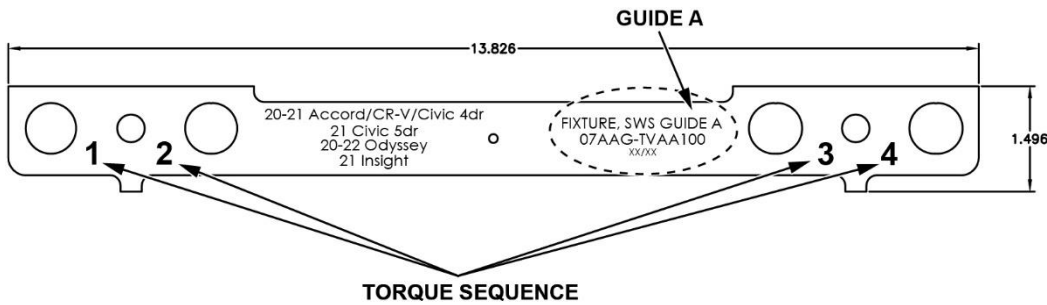 GUIDE A
13.826
20-21 Accord/CR-V/Civic 4dr
21 Civic 5dr
20-22 Odyssey
21 Insight
FIXTURE, SWS GUIDE A
07AAG-TVAA100
XX/XX
1.496
1 2 3 4
TORQUE SEQUENCE